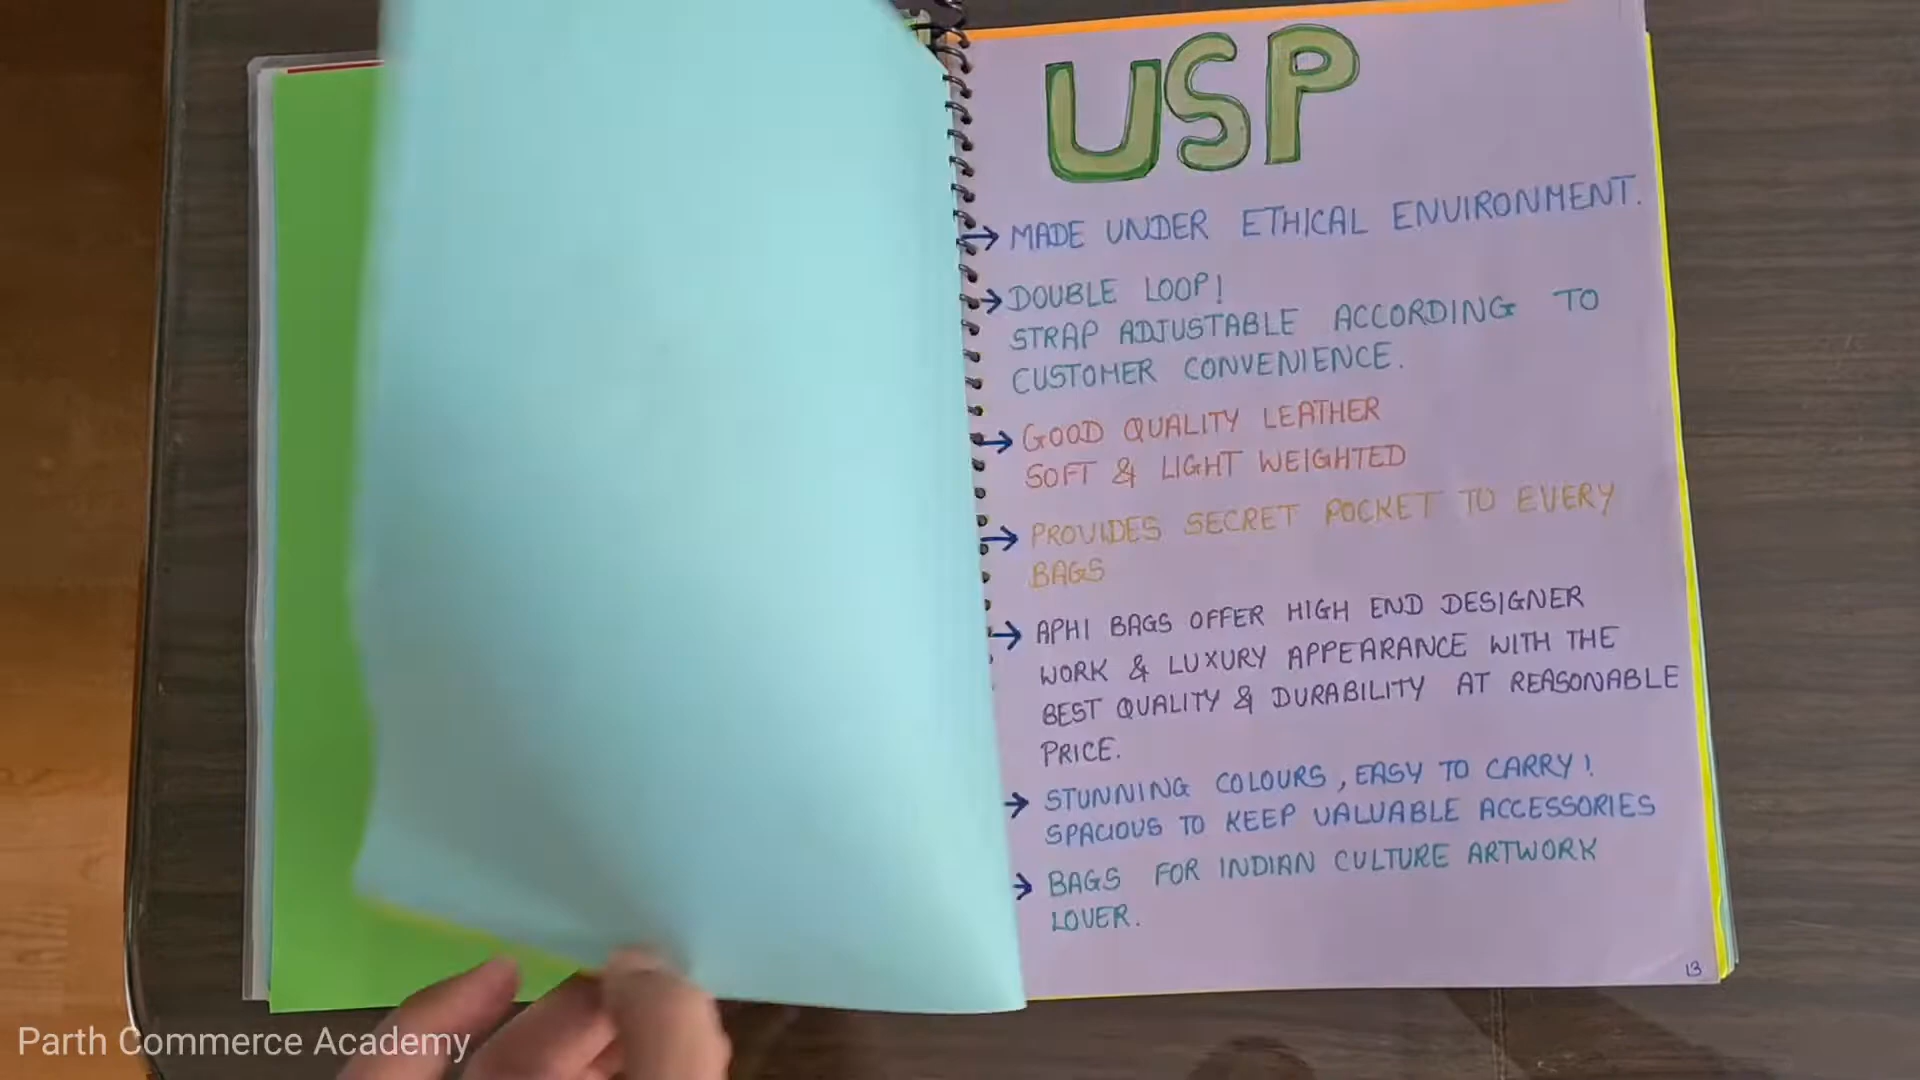 USP
→ MADE UNDER ETHICAL ENVIRONMENT.
→ DOUBLE LOOP!
STRAP ADJUSTABLE ACCORDING TO
CUSTOMER CONVENIENCE.
→ GOOD QUALITY LEATHER
SOFT & LIGHT WEIGHTED
→ PROVIDES SECRET POCKET TO EVERY
BAGS
→ APHI BAGS OFFER HIGH END DESIGNER
WORK & LUXURY APPEARANCE WITH THE
BEST QUALITY & DURABILITY AT REASONABLE
PRICE.
→ STUNNING COLOURS, EASY TO CARRY!
SPACIOUS TO KEEP VALUABLE ACCESSORIES
→ BAGS FOR INDIAN CULTURE ARTWORK
LOVER.
13
Parth Commerce Academy